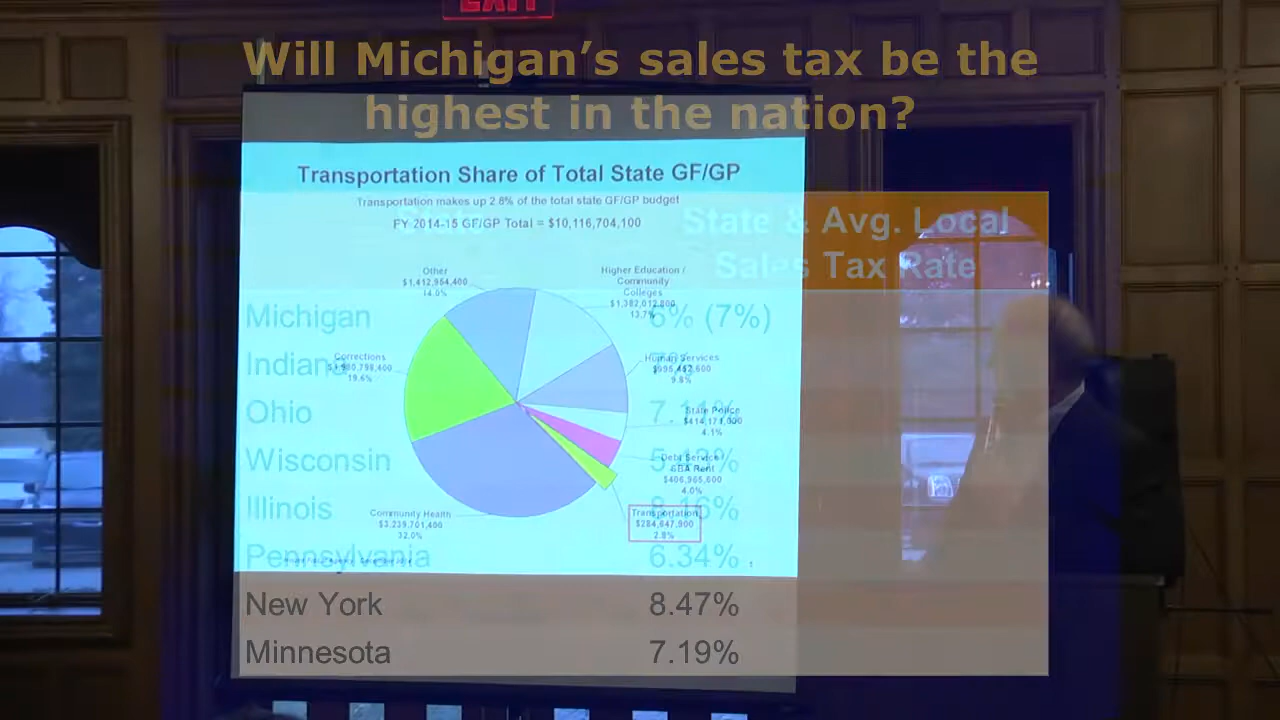 EXIT
Will Michigan’s sales tax be the
highest in the nation?
Transportation Share of Total State GF/GP
Transportation makes up 2.8% of the total state GF/GP budget
FY 2014-15 GF/GP Total = $10,116,704,100
State & Avg. Local
Sales Tax Rate
Other
$1,412,954,400
14.0%
Higher Education /
Community
Colleges
$1,382,012,800
13.7%
Michigan 6% (7%)
Indiana
Corrections
19.6%
Human Services
9.8%
Ohio
State Police
4.1%
Wisconsin
Debt Service /
SBA Rent
$406,965,600
4.0%
Illinois
Community Health
$3,239,701,400
32.0%
Transportation
$284,647,900
2.8%
Pennsylvania 6.34%
New York 8.47%
Minnesota 7.19%